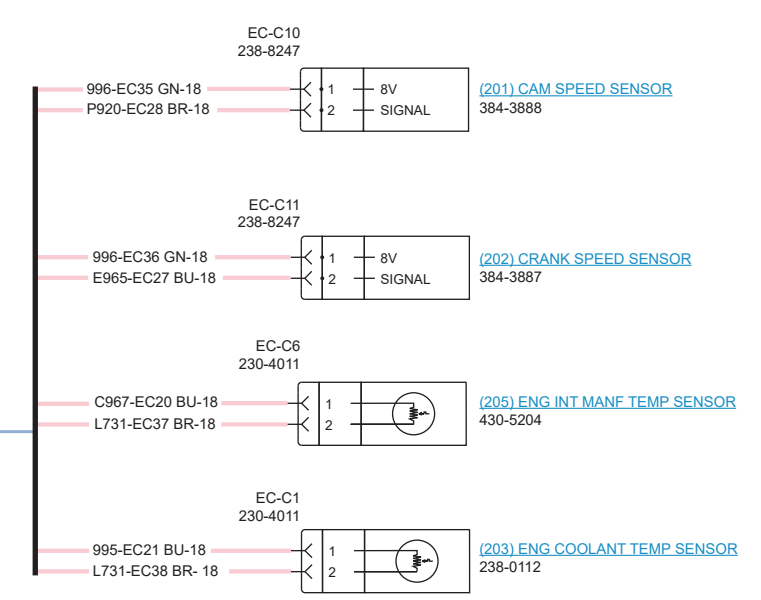 EC-C10
238-8247
996-EC35 GN-18 1 8V (201) CAM SPEED SENSOR
P920-EC28 BR-18 2 SIGNAL 384-3888
EC-C11
238-8247
996-EC36 GN-18 1 8V (202) CRANK SPEED SENSOR
E965-EC27 BU-18 2 SIGNAL 384-3887
EC-C6
230-4011
C967-EC20 BU-18 1 (205) ENG INT MANF TEMP SENSOR
L731-EC37 BR-18 2 430-5204
EC-C1
230-4011
995-EC21 BU-18 1 (203) ENG COOLANT TEMP SENSOR
L731-EC38 BR- 18 2 238-0112